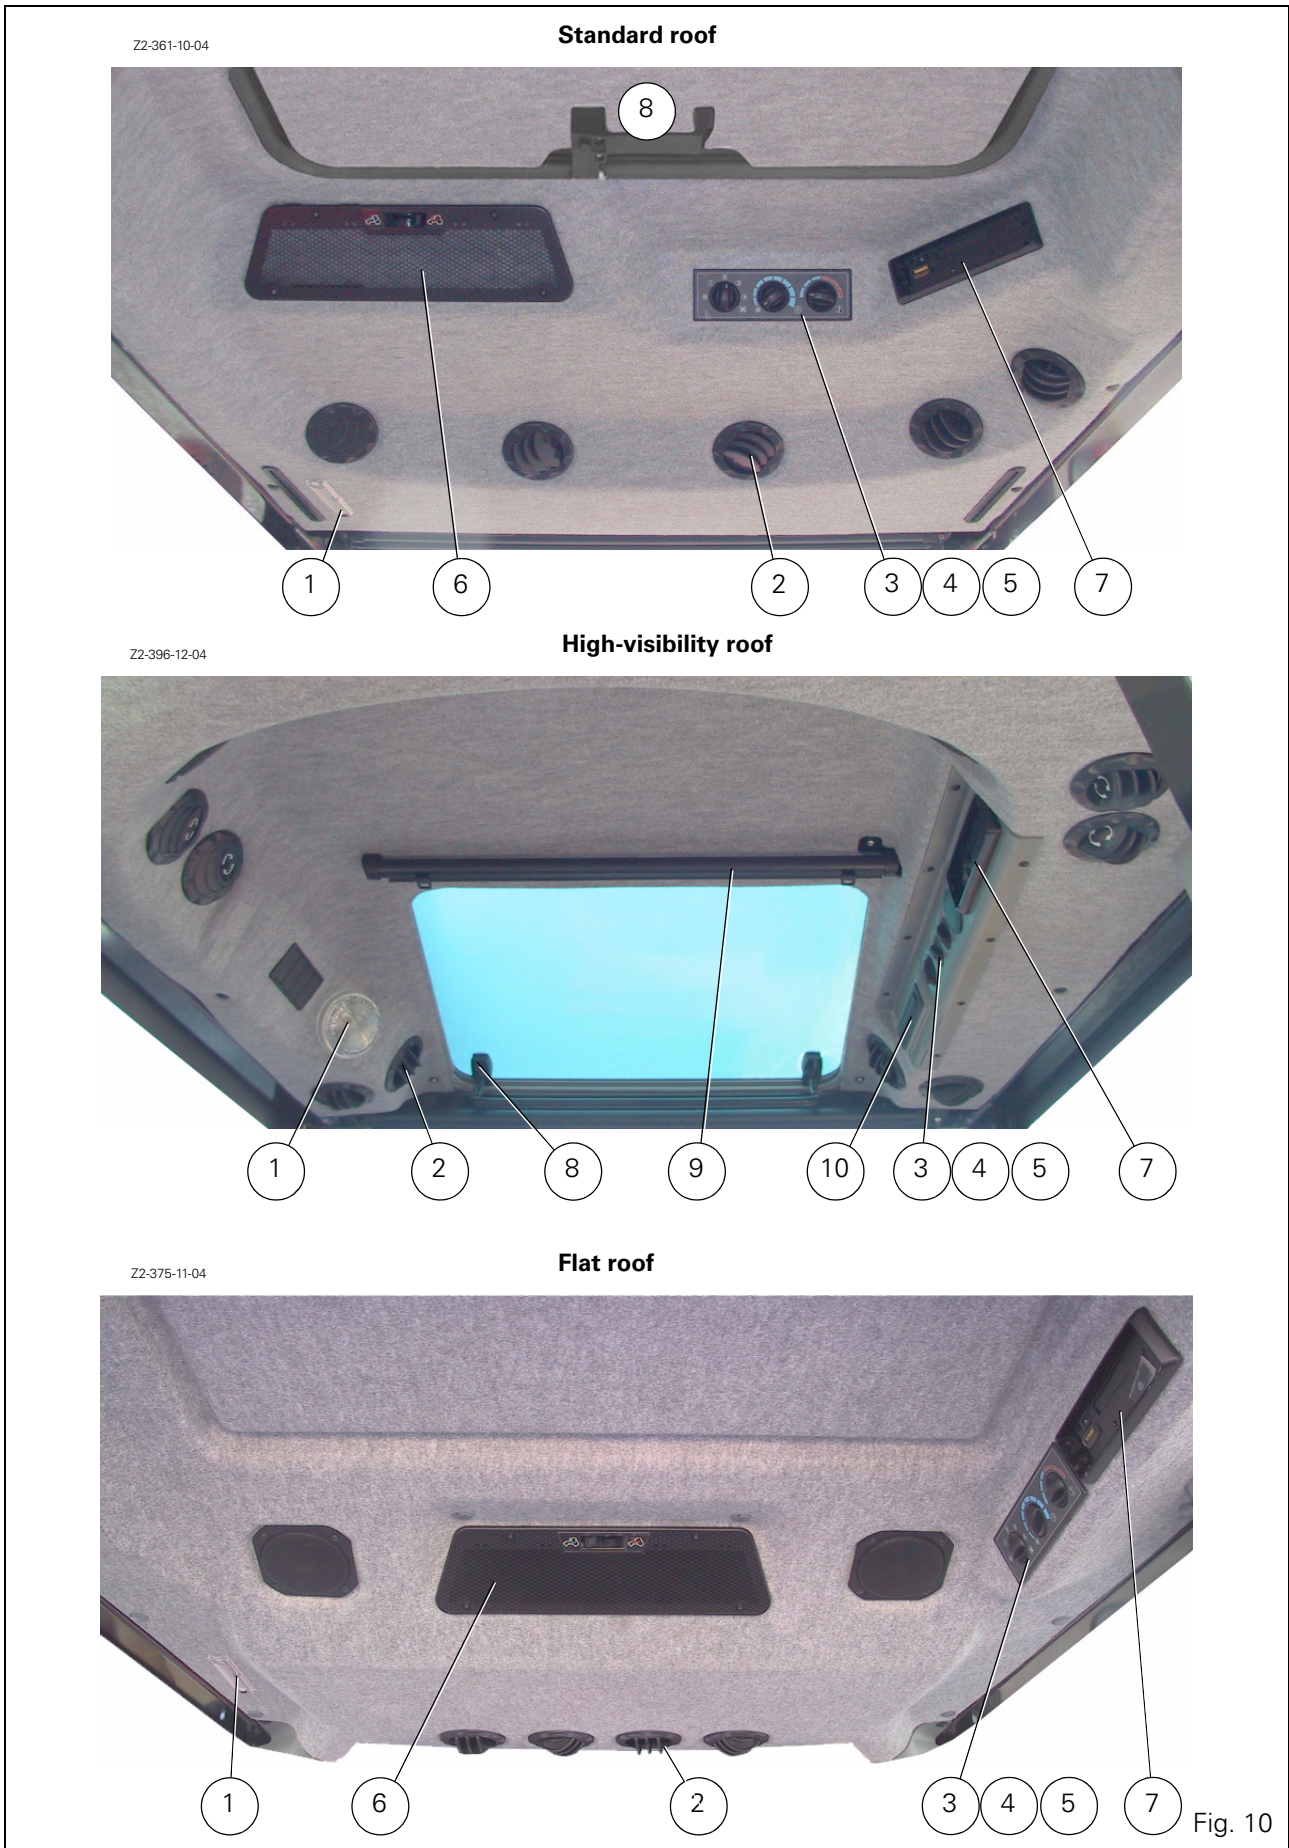 Standard roof
Z2-361-10-04
8
1 6 2 3 4 5 7
High-visibility roof
Z2-396-12-04
1 2 8 9 10 3 4 5 7
Flat roof
Z2-375-11-04
1 6 2 3 4 5 7
Fig. 10